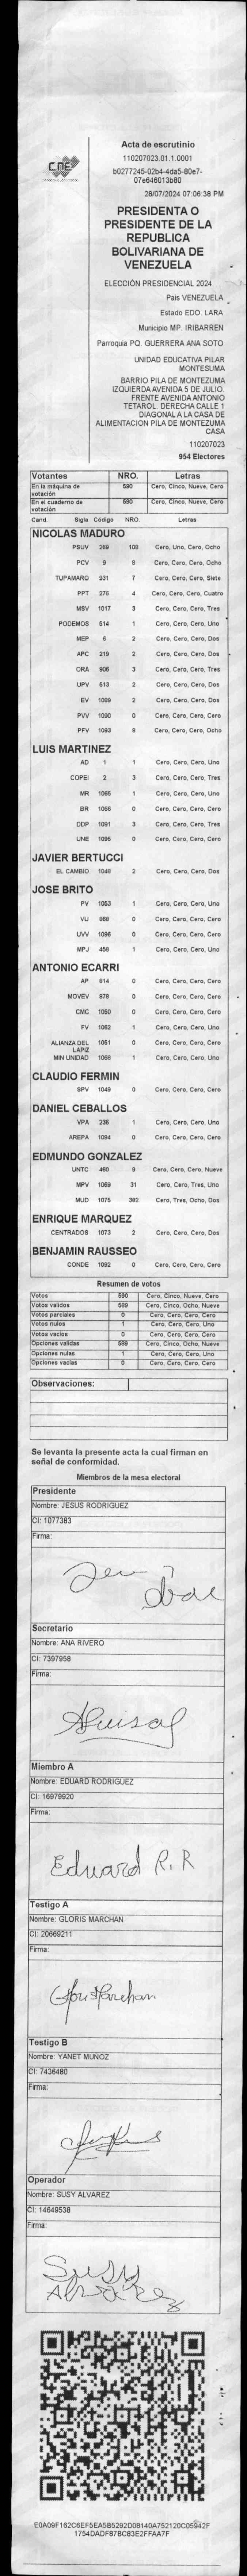 CNE
Acta de escrutinio
110207023.01.1.0001
b0277245-02b4-4da5-80e7-
07e646013b80
28/07/2024 07:06:38 PM
PRESIDENTA O
PRESIDENTE DE LA
REPUBLICA
BOLIVARIANA DE
VENEZUELA
ELECCIÓN PRESIDENCIAL 2024
Pais VENEZUELA
Estado EDO. LARA
Municipio MP. IRIBARREN
Parroquia PQ. GUERRERA ANA SOTO
UNIDAD EDUCATIVA PILAR
MONTESUMA
BARRIO PILA DE MONTEZUMA
IZQUIERDA AVENIDA 5 DE JULIO.
FRENTE AVENIDA ANTONIO
TETAROL. DERECHA CALLE 1
DIAGONAL A LA CASA DE
ALIMENTACION PILA DE MONTEZUMA
CASA
110207023
954 Electores
Votantes NRO. Letras
En la máquina de votación 590 Cero, Cinco, Nueve, Cero
En el cuaderno de votación 590 Cero, Cinco, Nueve, Cero
Cand. Sigla Código NRO. Letras
NICOLAS MADURO
PSUV 269 108 Cero, Uno, Cero, Ocho
PCV 9 8 Cero, Cero, Cero, Ocho
TUPAMARO 931 7 Cero, Cero, Cero, Siete
PPT 276 4 Cero, Cero, Cero, Cuatro
MSV 1017 3 Cero, Cero, Cero, Tres
PODEMOS 514 1 Cero, Cero, Cero, Uno
MEP 6 2 Cero, Cero, Cero, Dos
APC 219 2 Cero, Cero, Cero, Dos
ORA 906 3 Cero, Cero, Cero, Tres
UPV 513 2 Cero, Cero, Cero, Dos
EV 1089 2 Cero, Cero, Cero, Dos
PVV 1090 0 Cero, Cero, Cero, Cero
PFV 1093 8 Cero, Cero, Cero, Ocho
LUIS MARTINEZ
AD 1 1 Cero, Cero, Cero, Uno
COPEI 2 3 Cero, Cero, Cero, Tres
MR 1065 1 Cero, Cero, Cero, Uno
BR 1056 0 Cero, Cero, Cero, Cero
DDP 1091 3 Cero, Cero, Cero, Tres
UNE 1095 0 Cero, Cero, Cero, Cero
JAVIER BERTUCCI
EL CAMBIO 1048 2 Cero, Cero, Cero, Dos
JOSE BRITO
PV 1053 1 Cero, Cero, Cero, Uno
VU 868 0 Cero, Cero, Cero, Cero
UVV 1096 0 Cero, Cero, Cero, Cero
MPJ 458 1 Cero, Cero, Cero, Uno
ANTONIO ECARRI
AP 814 0 Cero, Cero, Cero, Cero
MOVEV 978 0 Cero, Cero, Cero, Cero
CMC 1050 0 Cero, Cero, Cero, Cero
FV 1062 1 Cero, Cero, Cero, Uno
ALIANZA DEL LAPIZ 1051 0 Cero, Cero, Cero, Cero
MIN UNIDAD 1068 1 Cero, Cero, Cero, Uno
CLAUDIO FERMIN
SPV 1049 0 Cero, Cero, Cero, Cero
DANIEL CEBALLOS
VPA 236 1 Cero, Cero, Cero, Uno
AREPA 1094 0 Cero, Cero, Cero, Cero
EDMUNDO GONZALEZ
UNTC 460 9 Cero, Cero, Cero, Nueve
MPV 1069 31 Cero, Cero, Tres, Uno
MUD 1075 382 Cero, Tres, Ocho, Dos
ENRIQUE MARQUEZ
CENTRADOS 1073 2 Cero, Cero, Cero, Dos
BENJAMIN RAUSSEO
CONDE 1092 0 Cero, Cero, Cero, Cero
Resumen de votos
Votos 590 Cero, Cinco, Nueve, Cero
Votos validos 589 Cero, Cinco, Ocho, Nueve
Votos parciales 0 Cero, Cero, Cero, Cero
Votos nulos 1 Cero, Cero, Cero, Uno
Votos vacios 0 Cero, Cero, Cero, Cero
Opciones validas 589 Cero, Cinco, Ocho, Nueve
Opciones nulas 1 Cero, Cero, Cero, Uno
Opciones vacias 0 Cero, Cero, Cero, Cero
Observaciones:
Se levanta la presente acta la cual firman en
señal de conformidad.
Miembros de la mesa electoral
Presidente
Nombre: JESUS RODRIGUEZ
CI: 1077383
Firma:
Secretario
Nombre: ANA RIVERO
CI: 7397958
Firma:
Miembro A
Nombre: EDUARD RODRIGUEZ
CI: 16979920
Firma:
Eduard R.R
Testigo A
Nombre: GLORIS MARCHAN
CI: 20669211
Firma:
Testigo B
Nombre: YANET MUÑOZ
CI: 7436480
Firma:
Operador
Nombre: SUSY ALVAREZ
CI: 14649538
Firma:
Susy
Alvarez
E0A09F162C6EF5EA5B5292D08140A752120C05942F
1754DADF87BC83E2FFAA7F